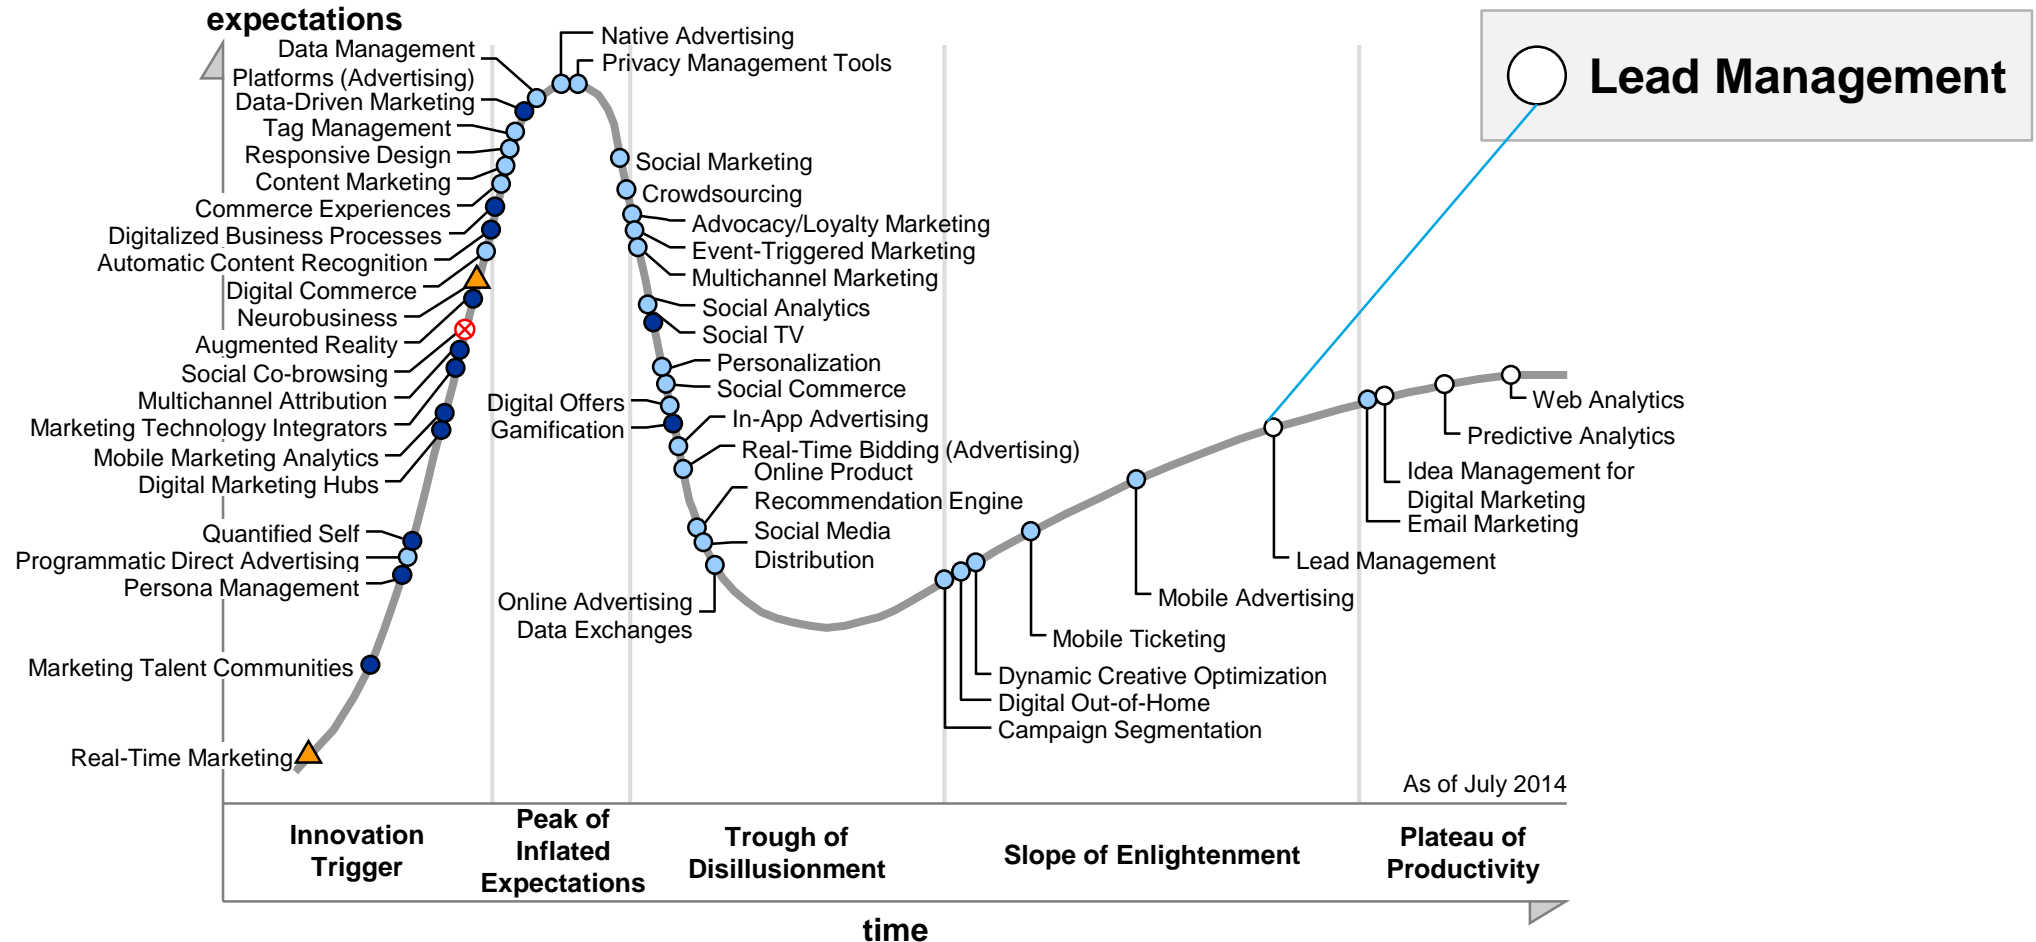 expectations
Data Management
Platforms (Advertising)
Data-Driven Marketing
Tag Management
Responsive Design
Content Marketing
Commerce Experiences
Digitalized Business Processes
Automatic Content Recognition
Digital Commerce
Neurobusiness
Augmented Reality
Social Co-browsing
Multichannel Attribution
Marketing Technology Integrators
Mobile Marketing Analytics
Digital Marketing Hubs
Quantified Self
Programmatic Direct Advertising
Persona Management
Marketing Talent Communities
Real-Time Marketing
Native Advertising
Privacy Management Tools
Social Marketing
Crowdsourcing
Advocacy/Loyalty Marketing
Event-Triggered Marketing
Multichannel Marketing
Social Analytics
Social TV
Personalization
Social Commerce
Digital Offers
Gamification
In-App Advertising
Real-Time Bidding (Advertising)
Online Product
Recommendation Engine
Social Media
Distribution
Online Advertising
Data Exchanges
Lead Management
Web Analytics
Predictive Analytics
Idea Management for
Digital Marketing
Email Marketing
Lead Management
Mobile Advertising
Mobile Ticketing
Dynamic Creative Optimization
Digital Out-of-Home
Campaign Segmentation
As of July 2014
Innovation
Trigger
Peak of
Inflated
Expectations
Trough of
Disillusionment
Slope of Enlightenment
Plateau of
Productivity
time